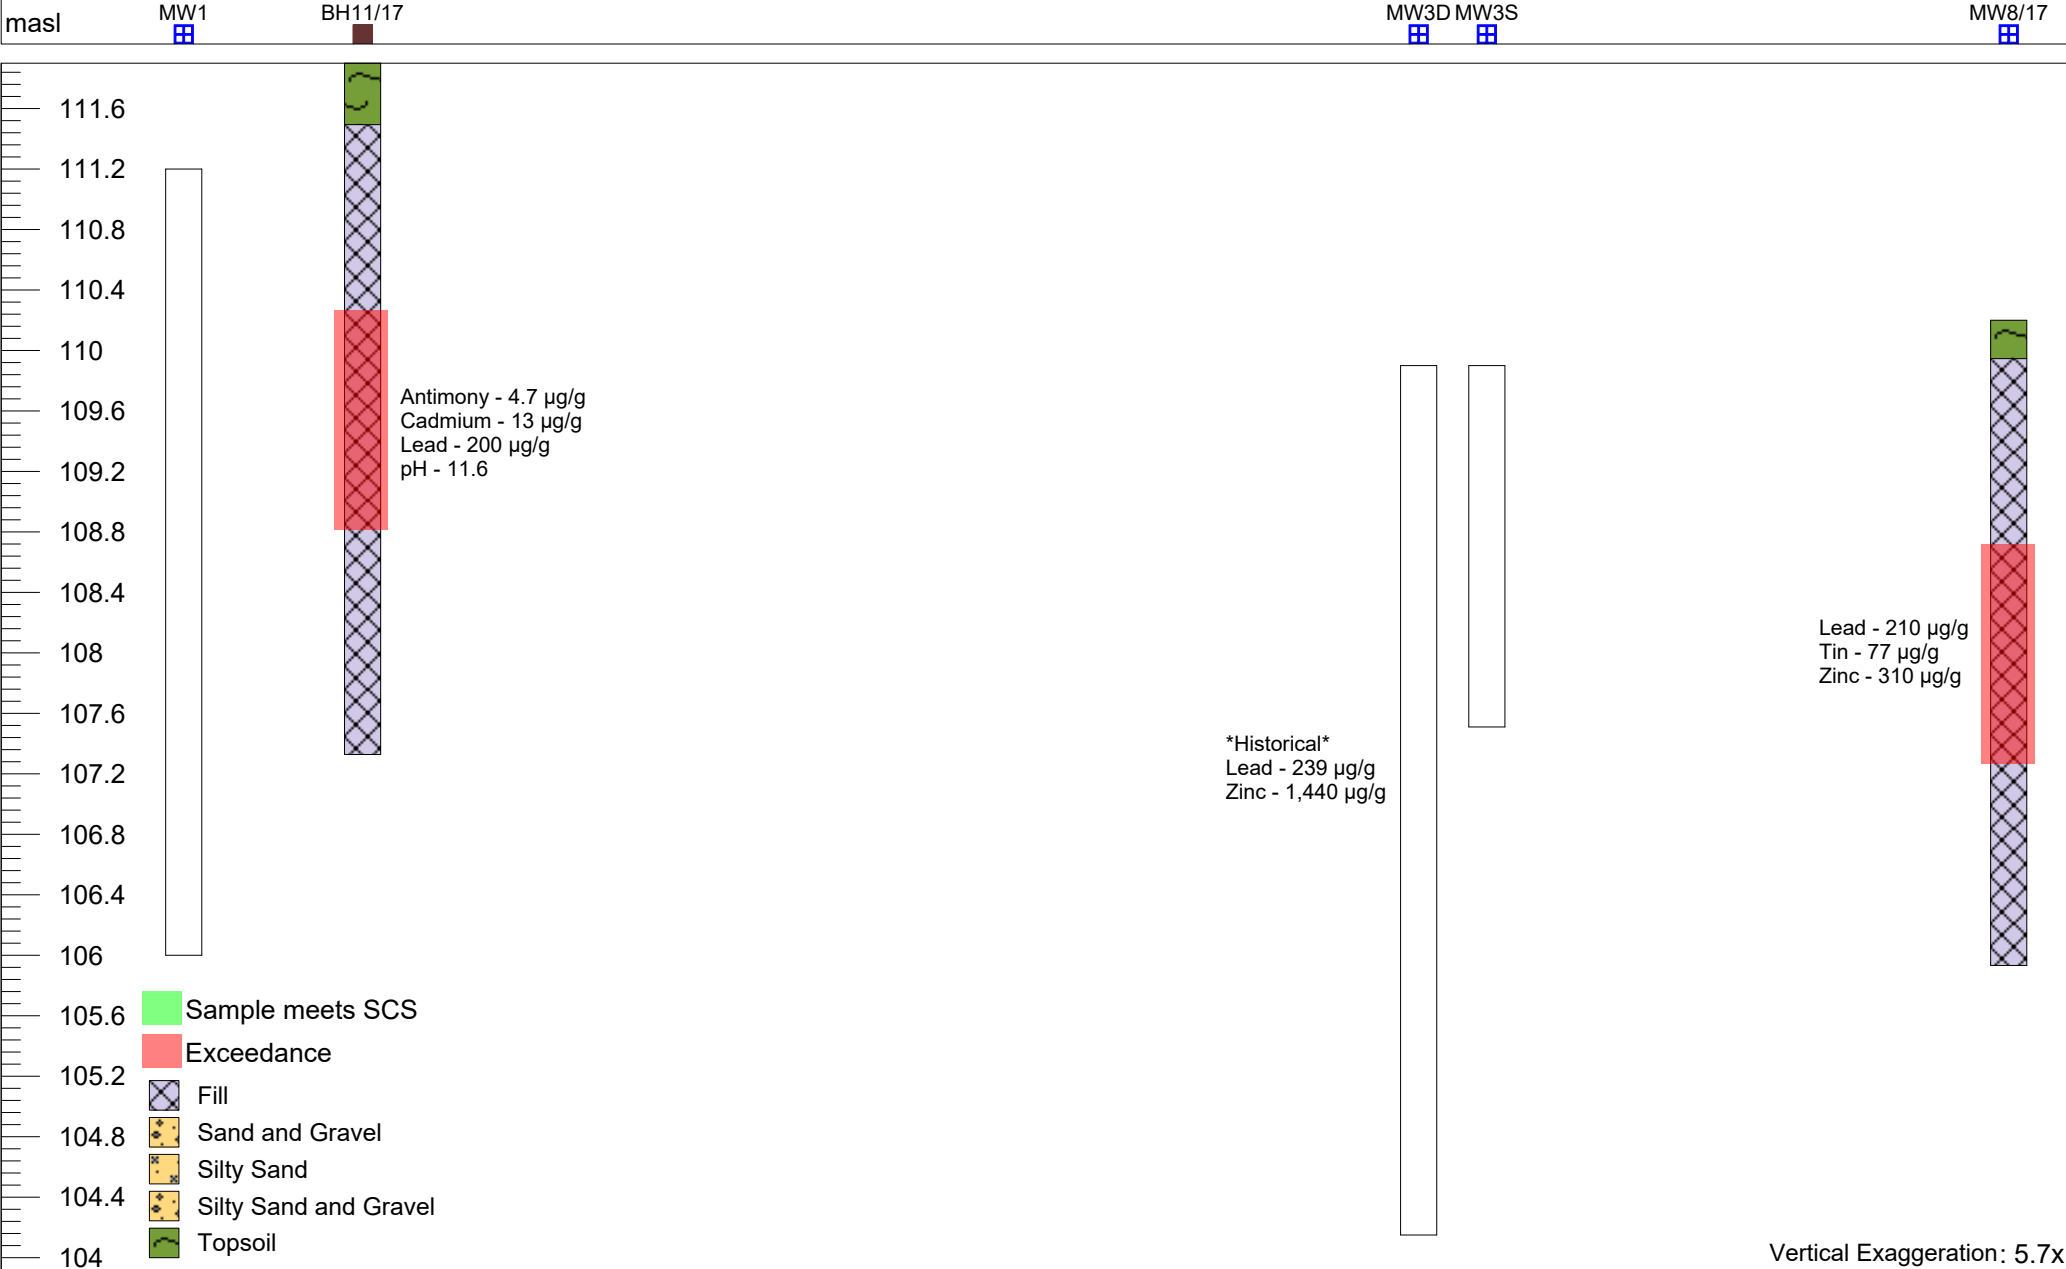 masl
MW1
BH11/17
MW3D
MW3S
MW8/17
111.6
111.2
110.8
110.4
110
109.6
109.2
108.8
108.4
108
107.6
107.2
106.8
106.4
106
105.6
105.2
104.8
104.4
104
Antimony - 4.7 µg/g
Cadmium - 13 µg/g
Lead - 200 µg/g
pH - 11.6
*Historical*
Lead - 239 µg/g
Zinc - 1,440 µg/g
Lead - 210 µg/g
Tin - 77 µg/g
Zinc - 310 µg/g
Sample meets SCS
Exceedance
Fill
Sand and Gravel
Silty Sand
Silty Sand and Gravel
Topsoil
Vertical Exaggeration: 5.7x